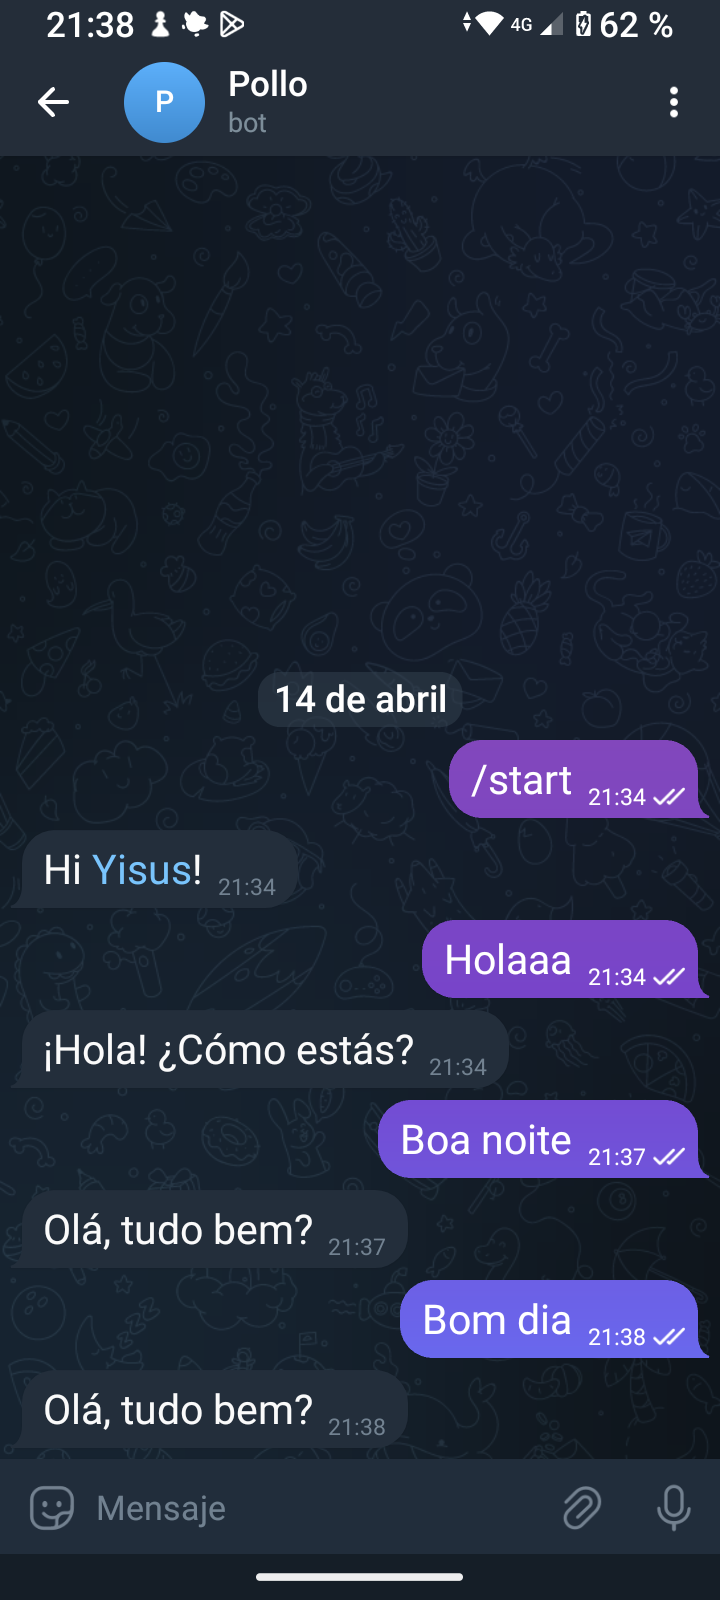 21:38 4G 62 %
P
Pollo
bot
14 de abril
/start 21:34
Hi Yisus! 21:34
Holaaa 21:34
¡Hola! ¿Cómo estás? 21:34
Boa noite 21:37
Olá, tudo bem? 21:37
Bom dia 21:38
Olá, tudo bem? 21:38
Mensaje